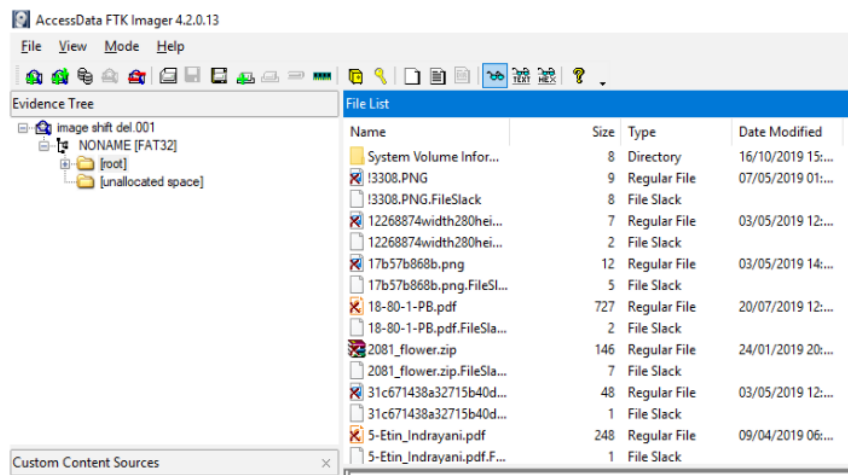 AccessData FTK Imager 4.2.0.13
File View Mode Help
TEXT HEX ?
Evidence Tree
image shift del.001
NONAME [FAT32]
[root]
[unallocated space]
Custom Content Sources ×
File List
Name Size Type Date Modified
System Volume Infor... 8 Directory 16/10/2019 15:...
!3308.PNG 9 Regular File 07/05/2019 01:...
!3308.PNG.FileSlack 8 File Slack
12268874width280hei... 7 Regular File 03/05/2019 12:...
12268874width280hei... 2 File Slack
17b57b868b.png 12 Regular File 03/05/2019 14:...
17b57b868b.png.FileSl... 5 File Slack
18-80-1-PB.pdf 727 Regular File 20/07/2019 12:...
18-80-1-PB.pdf.FileSla... 2 File Slack
2081_flower.zip 146 Regular File 24/01/2019 20:...
2081_flower.zip.FileSla... 7 File Slack
31c671438a32715b40d... 48 Regular File 03/05/2019 12:...
31c671438a32715b40d... 1 File Slack
5-Etin_Indrayani.pdf 248 Regular File 09/04/2019 06:...
5-Etin_Indrayani.pdf.F... 1 File Slack